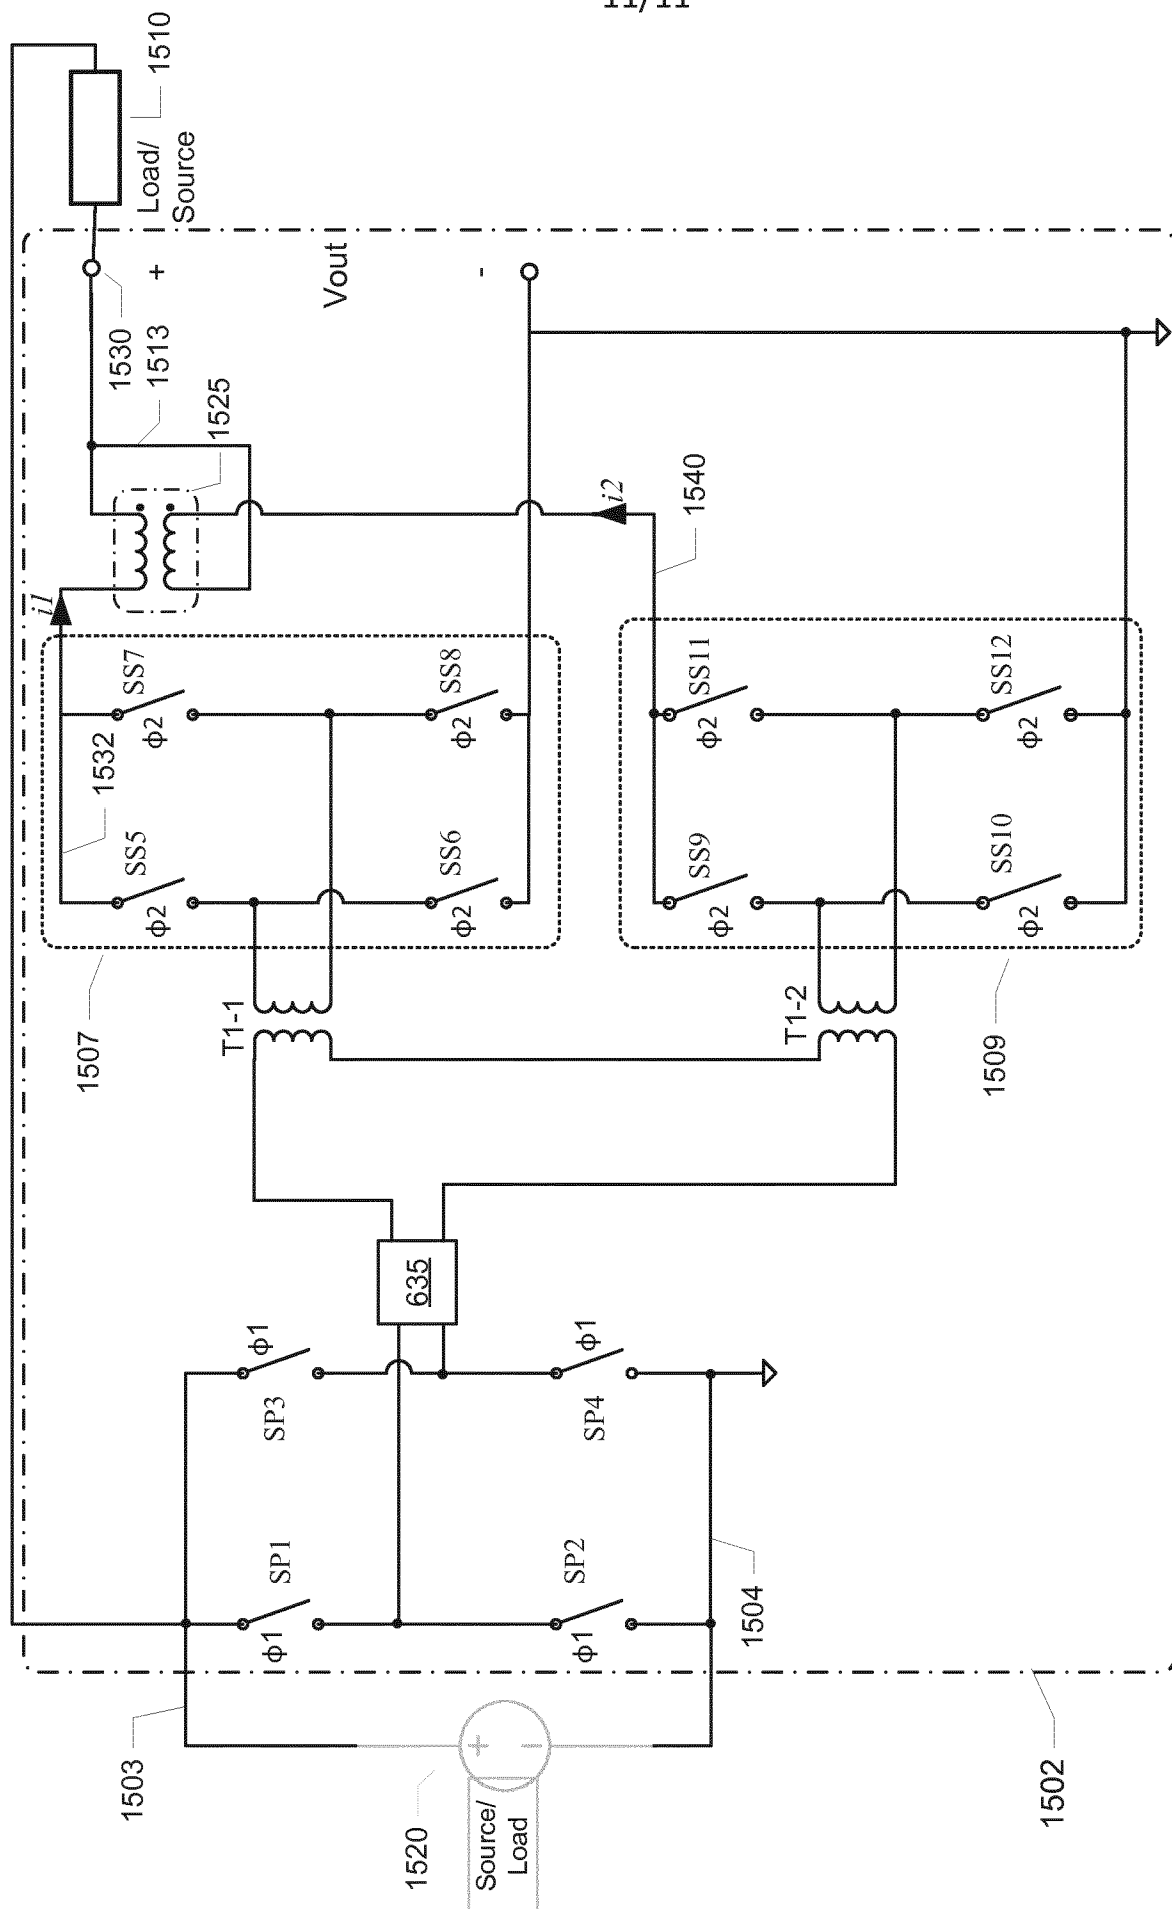 11/11
1510
Load/
Source
1530
+
1513
Vout
-
1525
i1
i2
1540
1532
SS7
ϕ2
SS8
ϕ2
SS5
ϕ2
SS6
ϕ2
SS11
ϕ2
SS12
ϕ2
SS9
ϕ2
SS10
ϕ2
1507
T1-1
T1-2
1509
635
ϕ1
SP3
ϕ1
SP4
SP1
ϕ1
SP2
ϕ1
1504
1503
+
-
1520
Source/
Load
1502